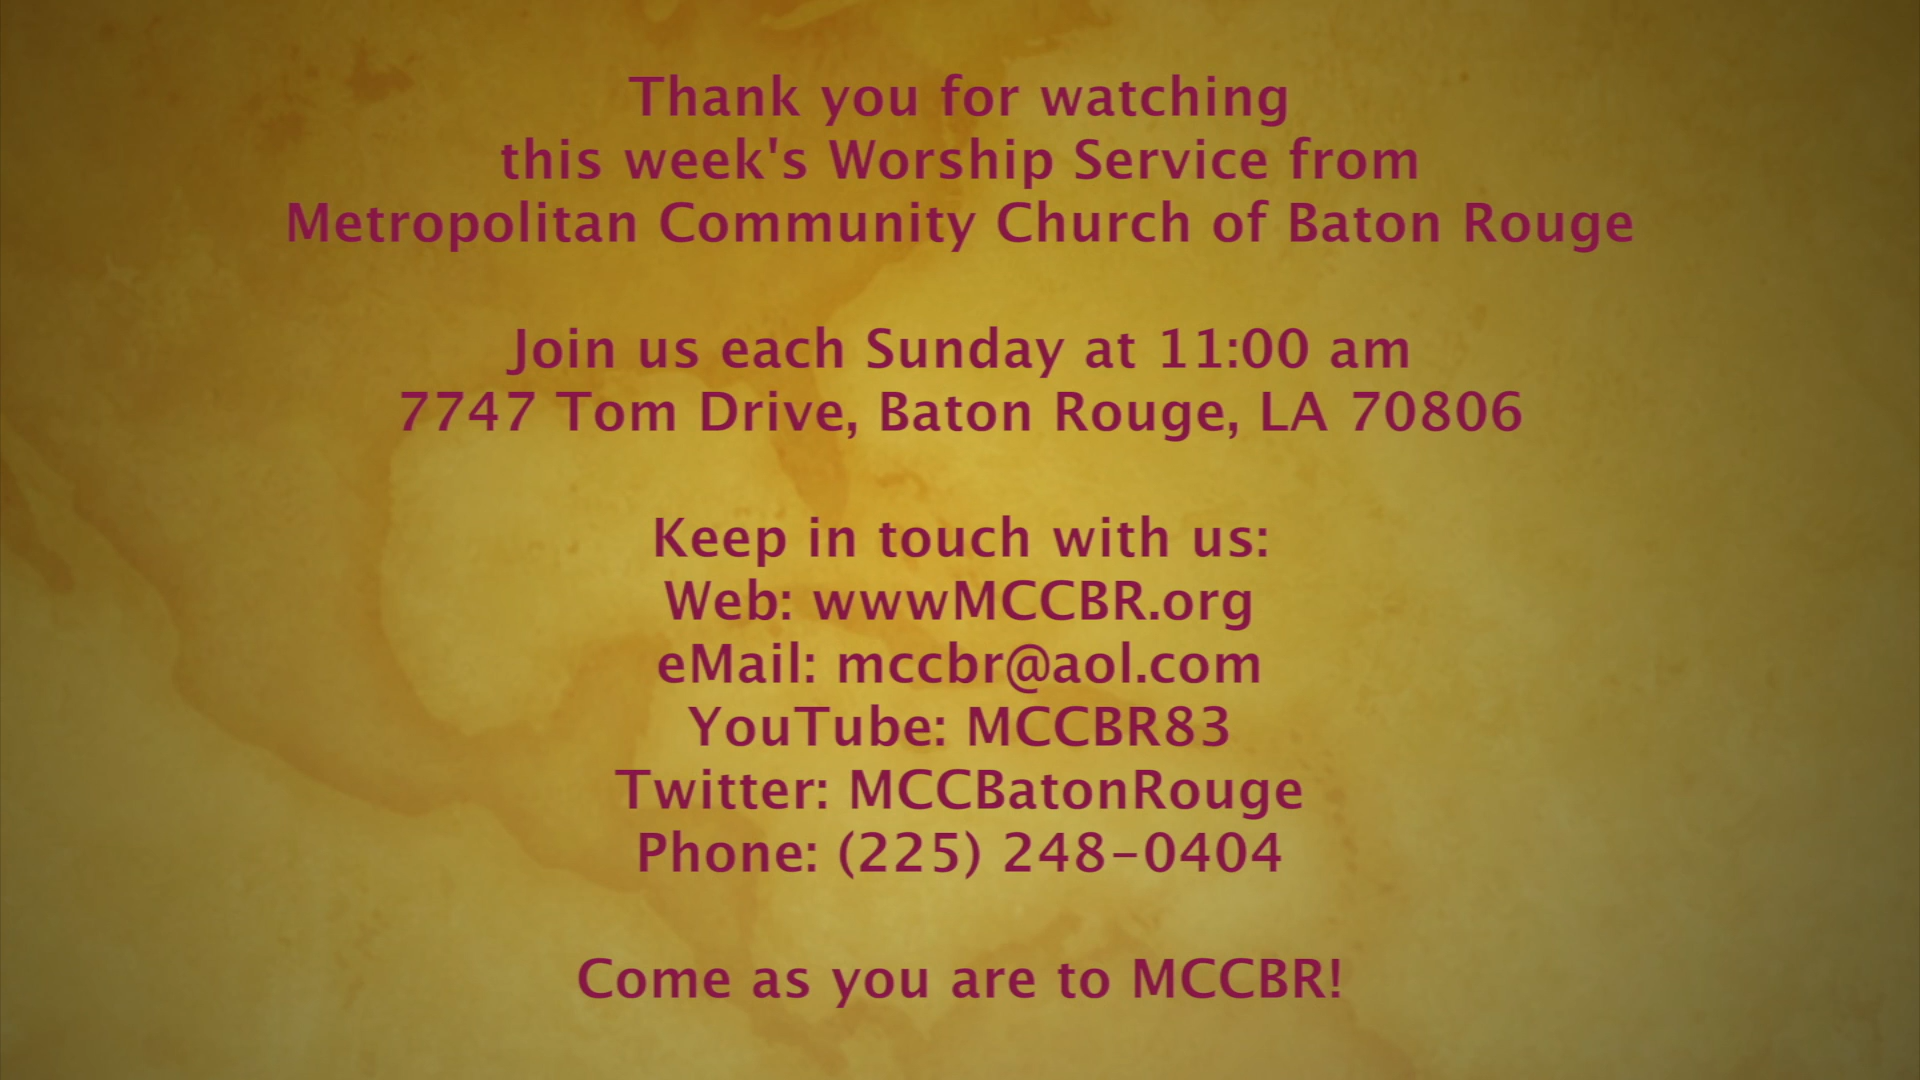 Thank you for watching
this week's Worship Service from
Metropolitan Community Church of Baton Rouge
Join us each Sunday at 11:00 am
7747 Tom Drive, Baton Rouge, LA 70806
Keep in touch with us:
Web: wwwMCCBR.org
eMail: mccbr@aol.com
YouTube: MCCBR83
Twitter: MCCBatonRouge
Phone: (225) 248-0404
Come as you are to MCCBR!